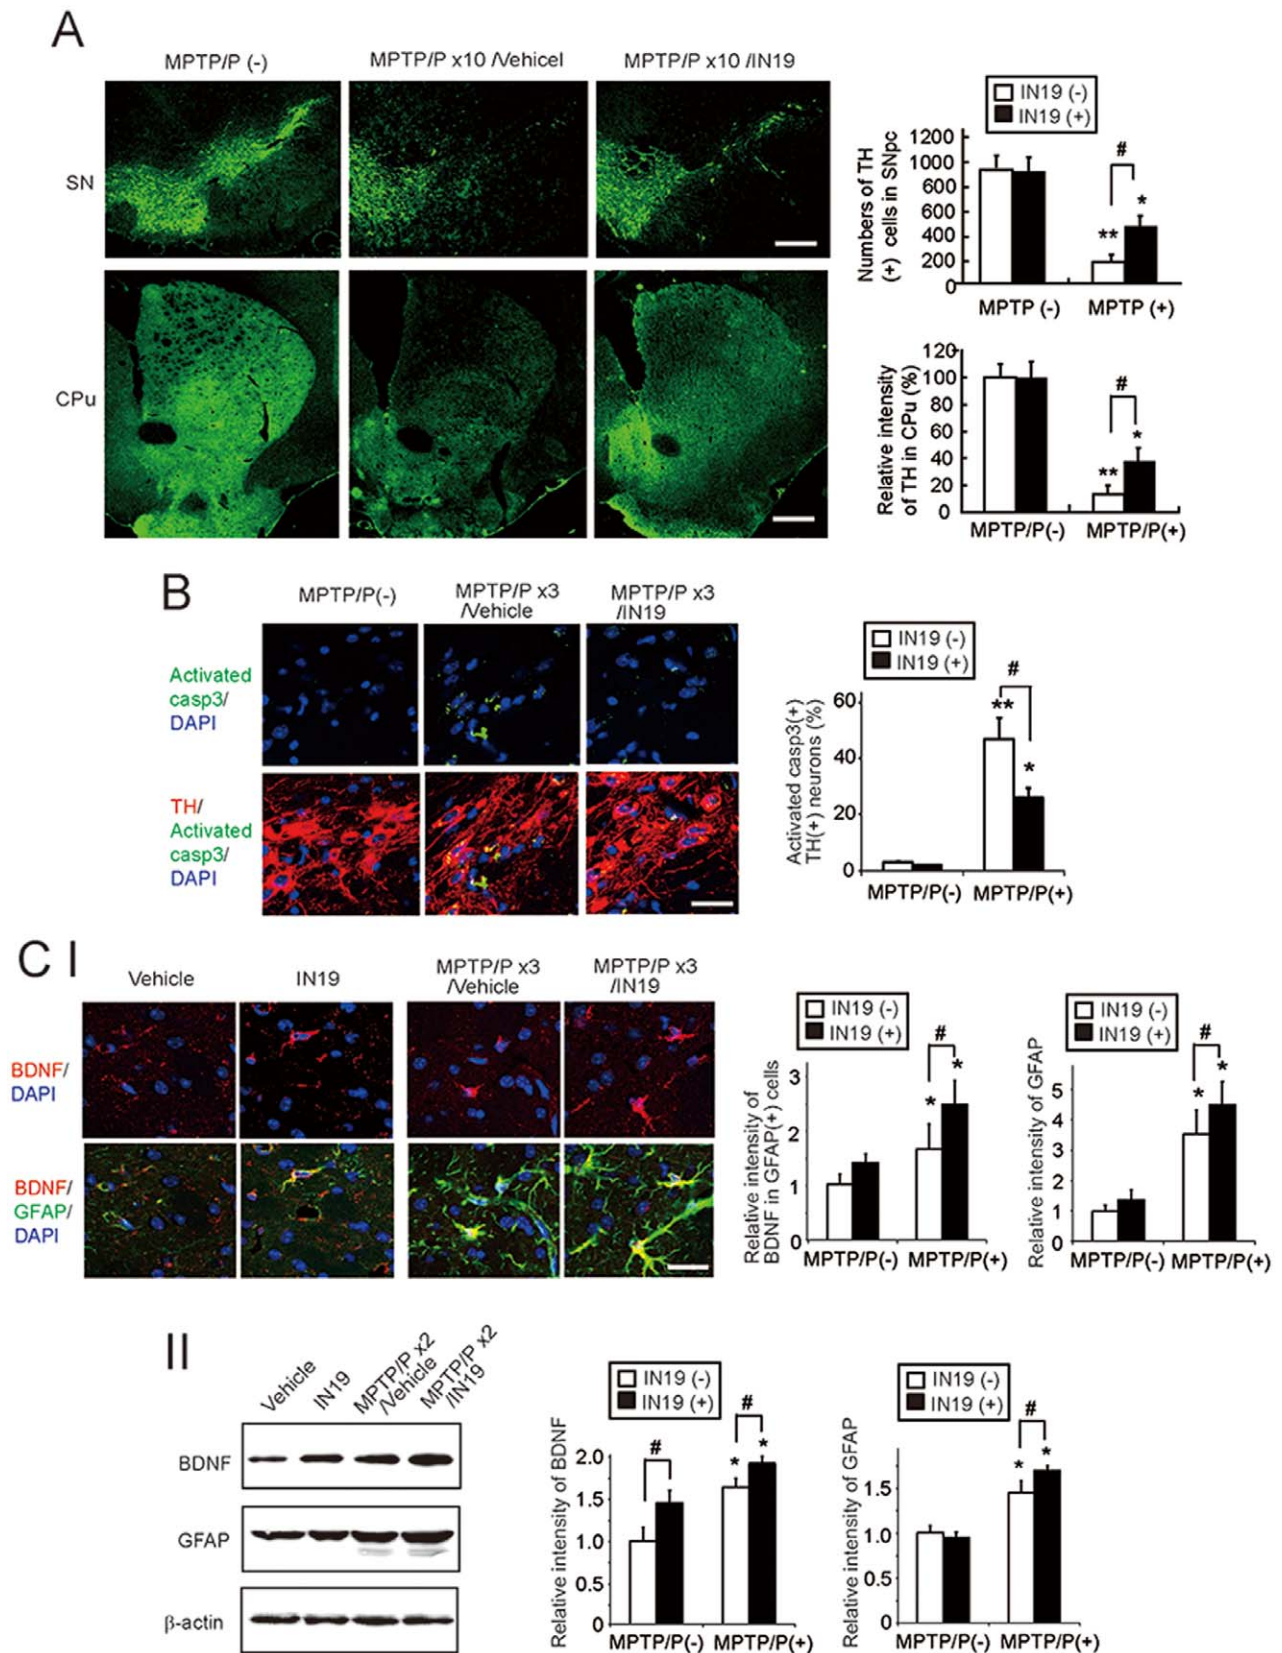 A
MPTP/P (-)
MPTP/P x10 /Vehicel
MPTP/P x10 /IN19
SN
CPu
IN19 (-)
IN19 (+)
Numbers of TH
(+) cells in SNpc
1200
1000
600
600
400
200
0
#
**
*
MPTP (-)
MPTP (+)
Relative intensity
of TH in CPu (%)
120
100
80
60
40
20
0
#
**
*
MPTP/P(-)
MPTP/P(+)
B
MPTP/P(-)
MPTP/P x3
/Vehicle
MPTP/P x3
/IN19
Activated
casp3/
DAPI
TH/
Activated
casp3/
DAPI
IN19 (-)
IN19 (+)
Activated casp3(+)
TH(+) neurons (%)
60
40
20
0
#
**
*
MPTP/P(-)
MPTP/P(+)
C I
Vehicle
IN19
MPTP/P x3
/Vehicle
MPTP/P x3
/IN19
BDNF/
DAPI
BDNF/
GFAP/
DAPI
IN19 (-)
IN19 (+)
Relative intensity of
BDNF in GFAP(+) cells
3
2
1
0
#
*
*
MPTP/P(-)
MPTP/P(+)
IN19 (-)
IN19 (+)
Relative intensity of GFAP
5
4
3
2
1
0
#
*
*
MPTP/P(-)
MPTP/P(+)
II
Vehicle
IN19
MPTP/P x2
/Vehicle
MPTP/P x2
/IN19
BDNF
GFAP
β-actin
IN19 (-)
IN19 (+)
Relative intensity of BDNF
2.0
1.5
1.0
0.5
0
#
#
*
*
MPTP/P(-)
MPTP/P(+)
IN19 (-)
IN19 (+)
Relative intensity of GFAP
1.5
1.0
0.5
0
#
*
*
MPTP/P(-)
MPTP/P(+)